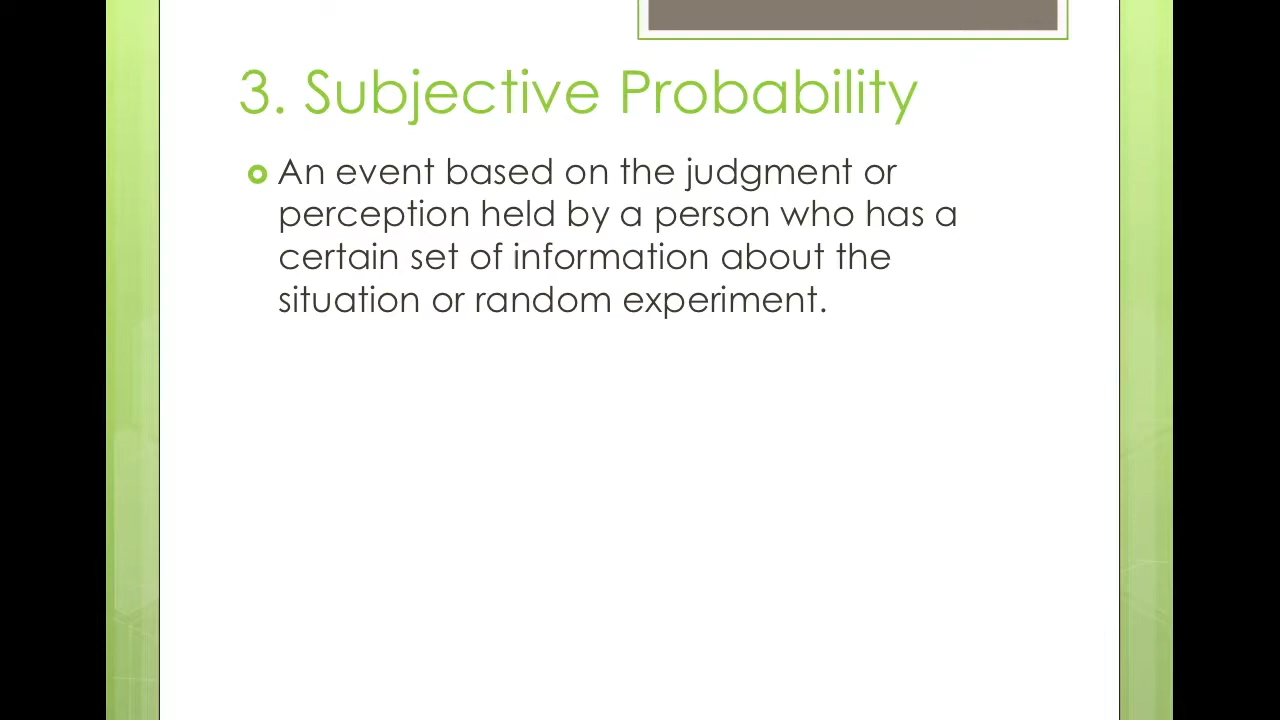 3. Subjective Probability
An event based on the judgment or
perception held by a person who has a
certain set of information about the
situation or random experiment.